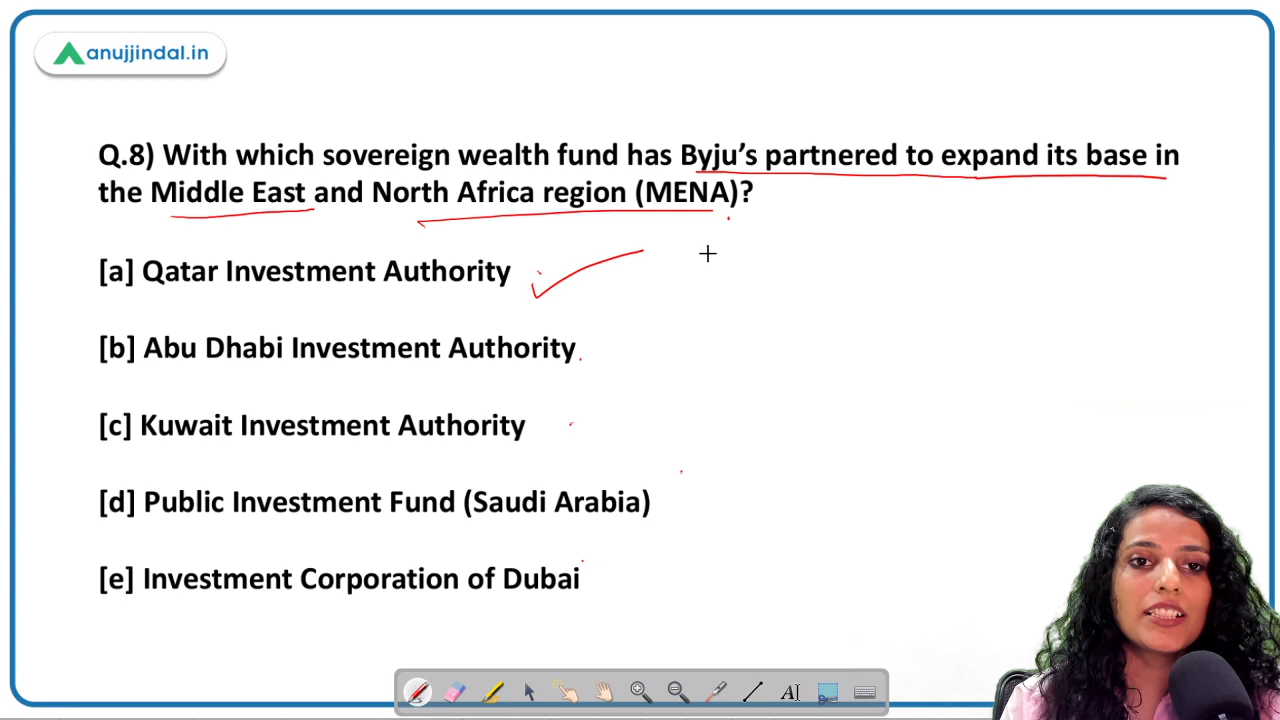 anujjindal.in
Q.8) With which sovereign wealth fund has Byju's partnered to expand its base in
the Middle East and North Africa region (MENA)?
[a] Qatar Investment Authority
[b] Abu Dhabi Investment Authority
[c] Kuwait Investment Authority
[d] Public Investment Fund (Saudi Arabia)
[e] Investment Corporation of Dubai
AI